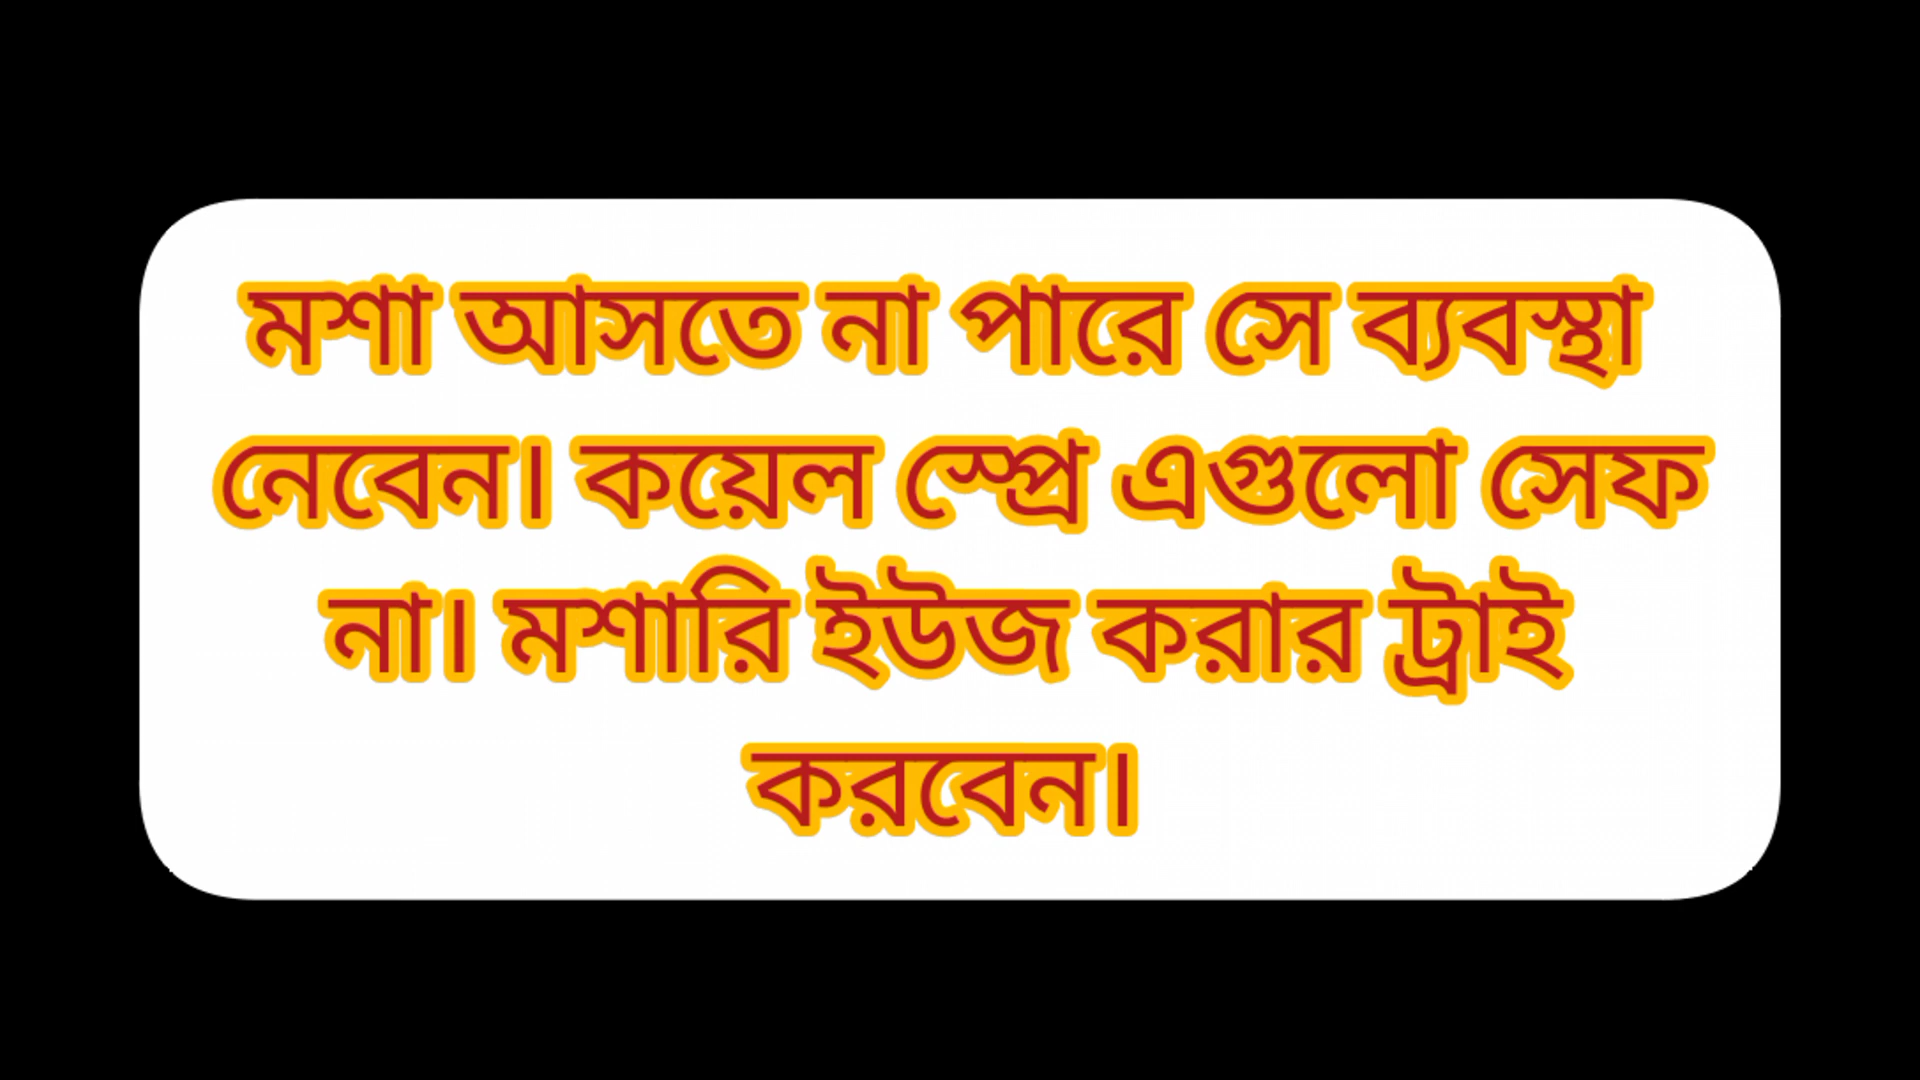 মশা আসতে না পারে সে ব্যবস্থা
নেবেন। কয়েল স্প্রে এগুলো সেফ
না। মশারি ইউজ করার ট্রাই
করবেন।